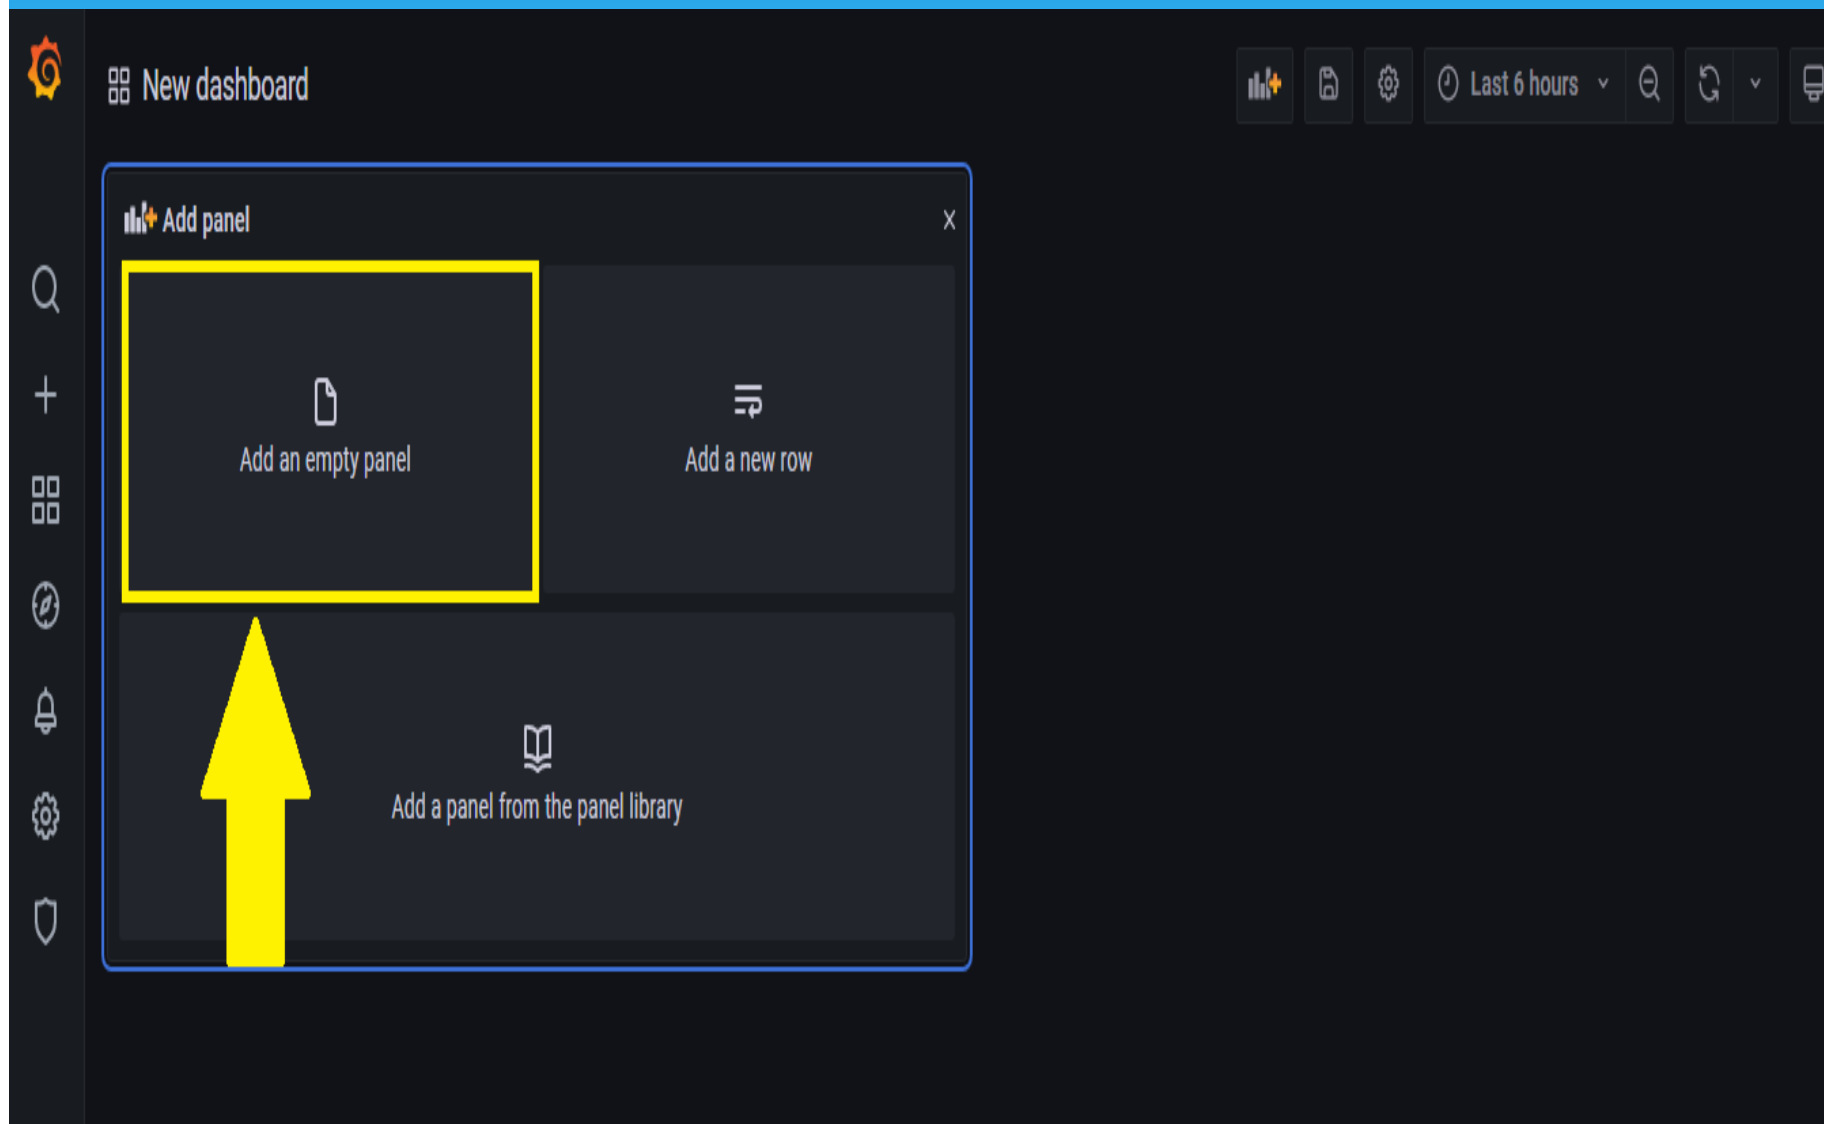 New dashboard
Last 6 hours
Add panel
Add an empty panel
Add a new row
Add a panel from the panel library